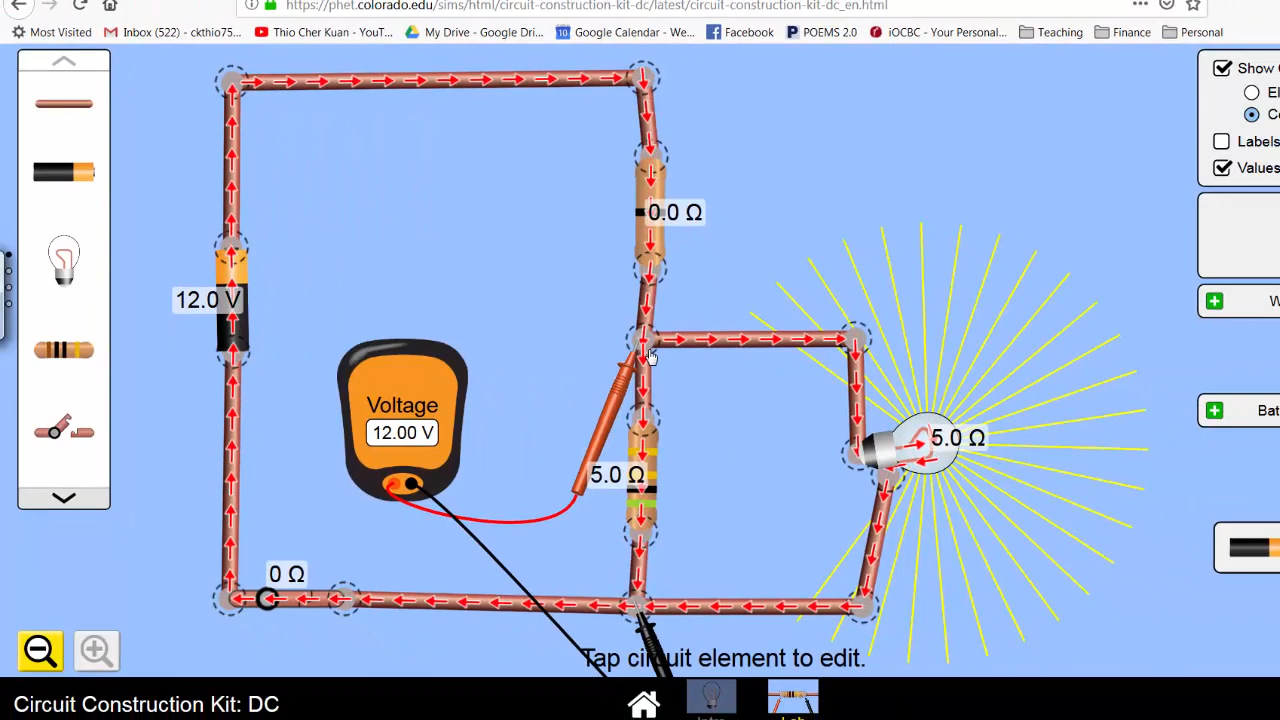 https://phet.colorado.edu/sims/html/circuit-construction-kit-dc/latest/circuit-construction-kit-dc_en.html
Most Visited
Inbox (522) - ckthio75...
Thio Cher Kuan - YouT...
My Drive - Google Dri...
Google Calendar - We...
Facebook
POEMS 2.0
iOCBC - Your Personal...
Teaching
Finance
Personal
Show
Labels
Values
0.0 Ω
12.0 V
Voltage
12.00 V
5.0 Ω
5.0 Ω
0 Ω
Tap circuit element to edit.
Circuit Construction Kit: DC
Intro
Lab